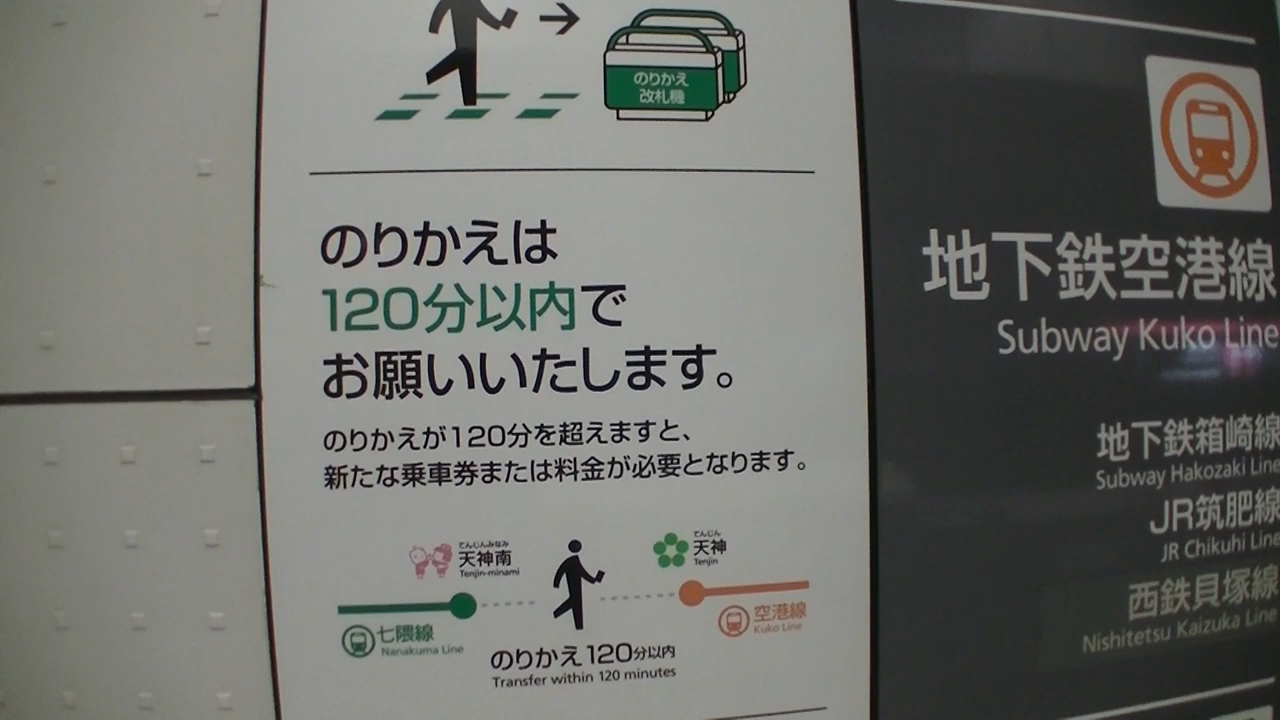 のりかえ
改札機
のりかえは
120分以内で
お願いいたします。
のりかえが120分を超えますと、
新たな乗車券または料金が必要となります。
てんじんみなみ
天神南
Tenjin-minami
てんじん
天神
Tenjin
七隈線
Nanakuma Line
空港線
Kuko Line
のりかえ120分以内
Transfer within 120 minutes
地下鉄空港線
Subway Kuko Line
地下鉄箱崎線
Subway Hakozaki Line
JR筑肥線
JR Chikuhi Line
西鉄貝塚線
Nishitetsu Kaizuka Line